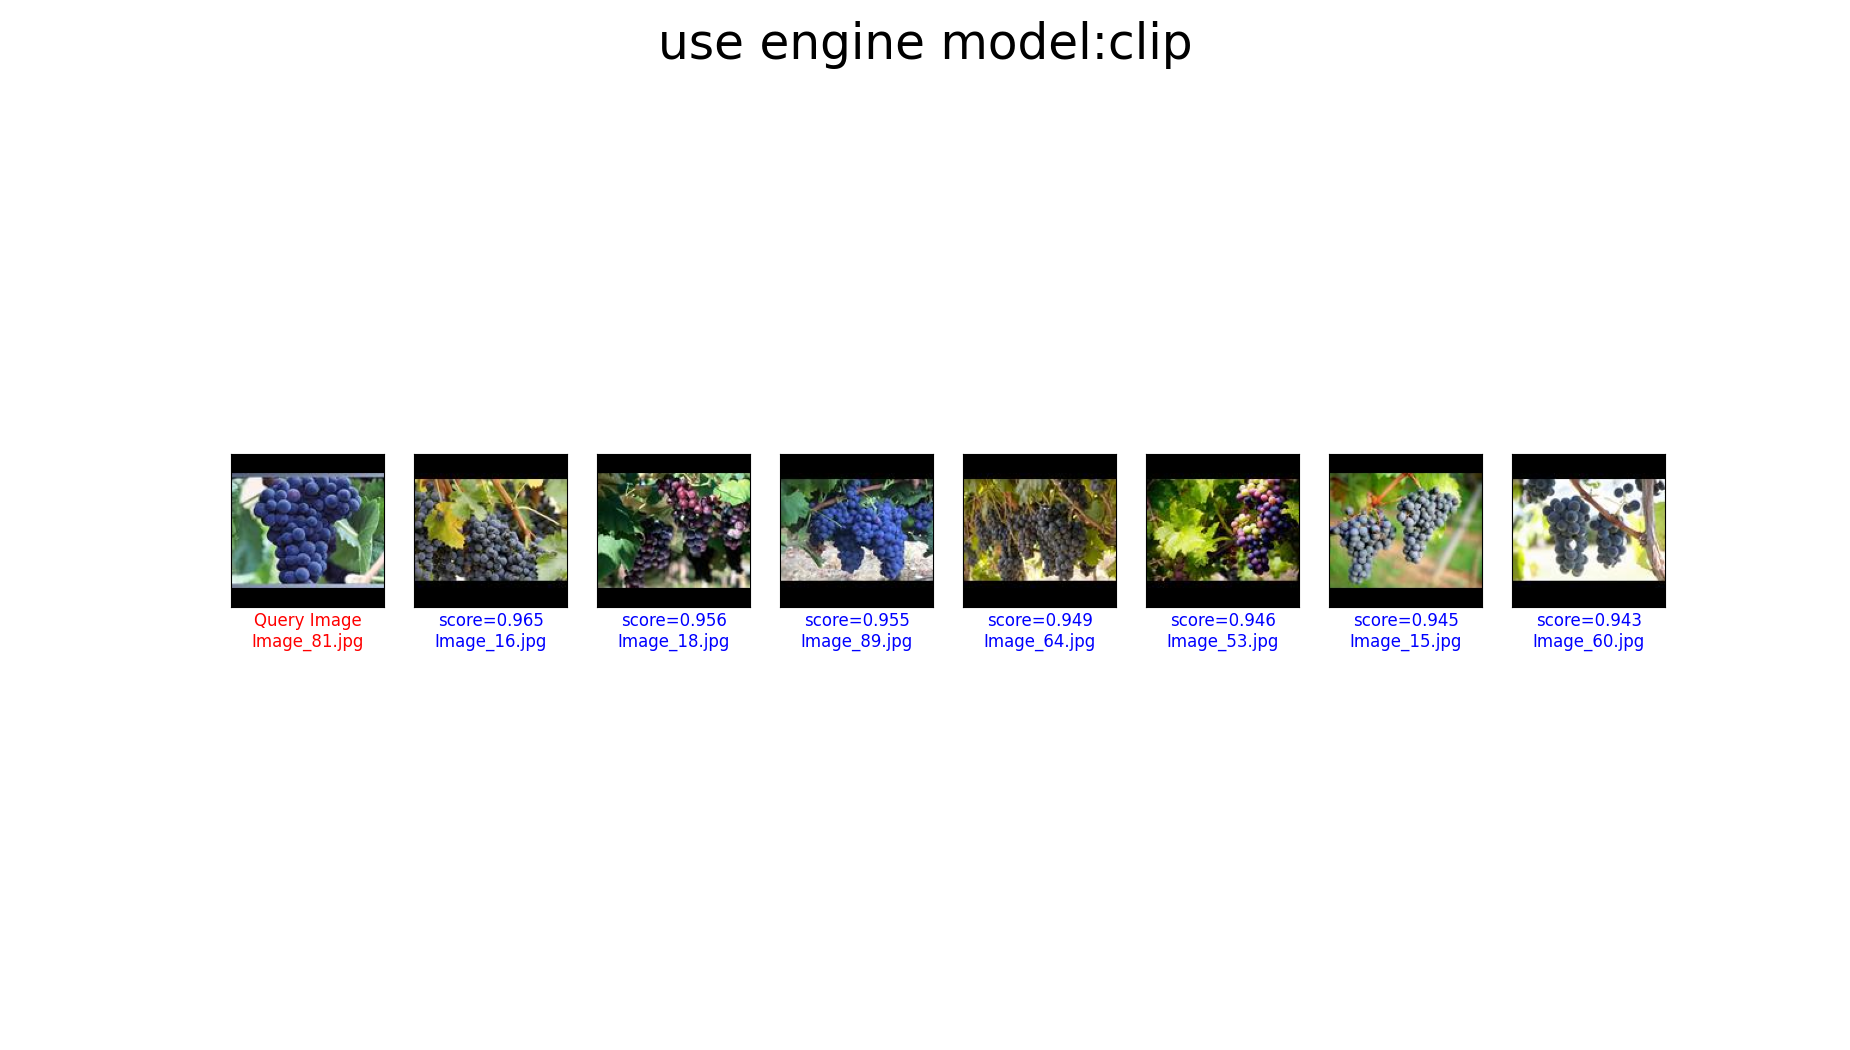 use engine model:clip
Query Image
Image_81.jpg
score=0.965
Image_16.jpg
score=0.956
Image_18.jpg
score=0.955
Image_89.jpg
score=0.949
Image_64.jpg
score=0.946
Image_53.jpg
score=0.945
Image_15.jpg
score=0.943
Image_60.jpg